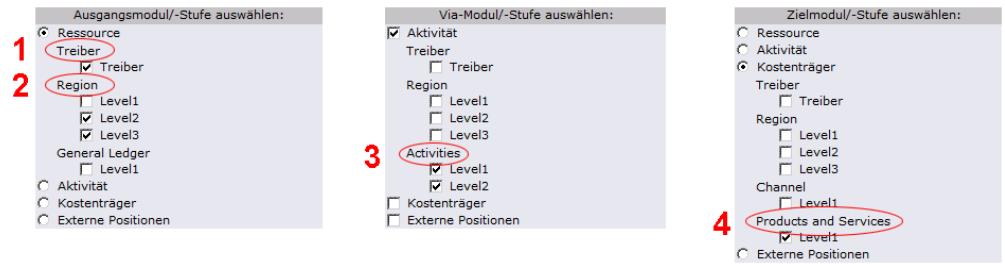 Ausgangsmodul/-Stufe auswählen:
Ressource
1 Treiber
Treiber
2 Region
Level1
Level2
Level3
General Ledger
Level1
Aktivität
Kostenträger
Externe Positionen
Via-Modul/-Stufe auswählen:
Aktivität
Treiber
Treiber
Region
Level1
Level2
Level3
3 Activities
Level1
Level2
Kostenträger
Externe Positionen
Zielmodul/-Stufe auswählen:
Ressource
Aktivität
Kostenträger
Treiber
Treiber
Region
Level1
Level2
Level3
Channel
Level1
4 Products and Services
Level1
Externe Positionen